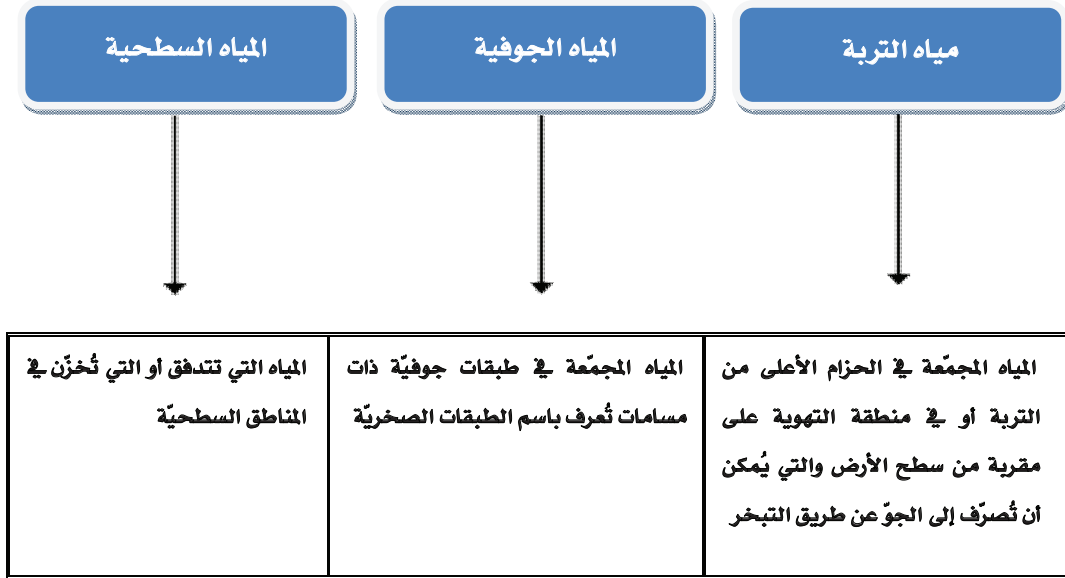 مياه التربة
المياه الجوفية
المياه السطحية
المياه المجمّعة في الحزام الأعلى من
التربة أو في منطقة التهوية على
مقربة من سطح الأرض والتي يُمكن
أن تُصرّف إلى الجوّ عن طريق التبخر
المياه المجمّعة في طبقات جوفيّة ذات
مسامات تُعرف باسم الطبقات الصخريّة
المياه التي تتدفق أو التي تُخزّن في
المناطق السطحيّة